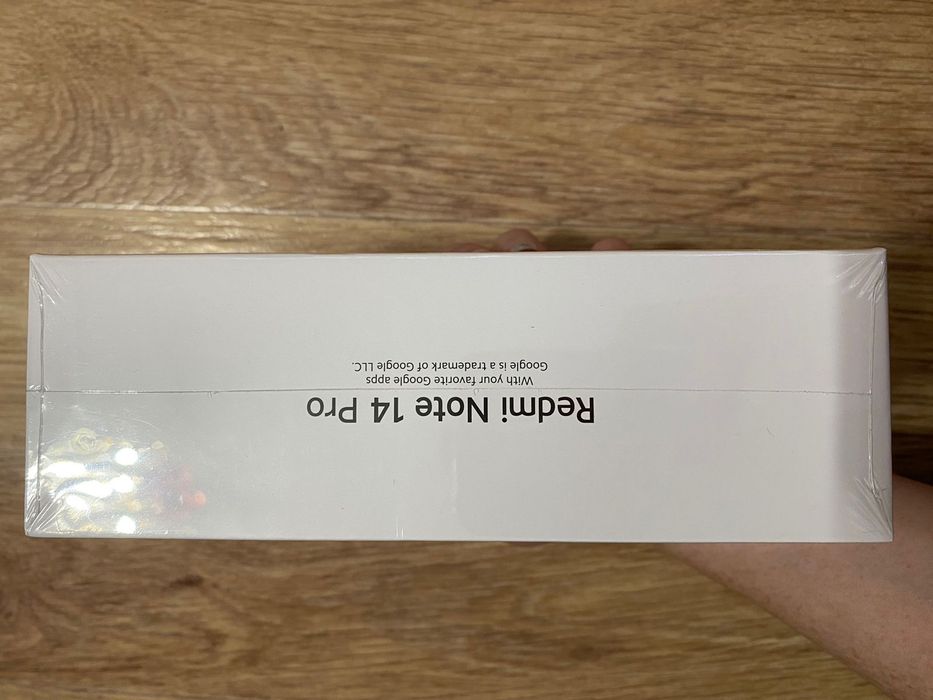 Redmi Note 14 Pro
With your favorite Google apps
Google is a trademark of Google LLC.